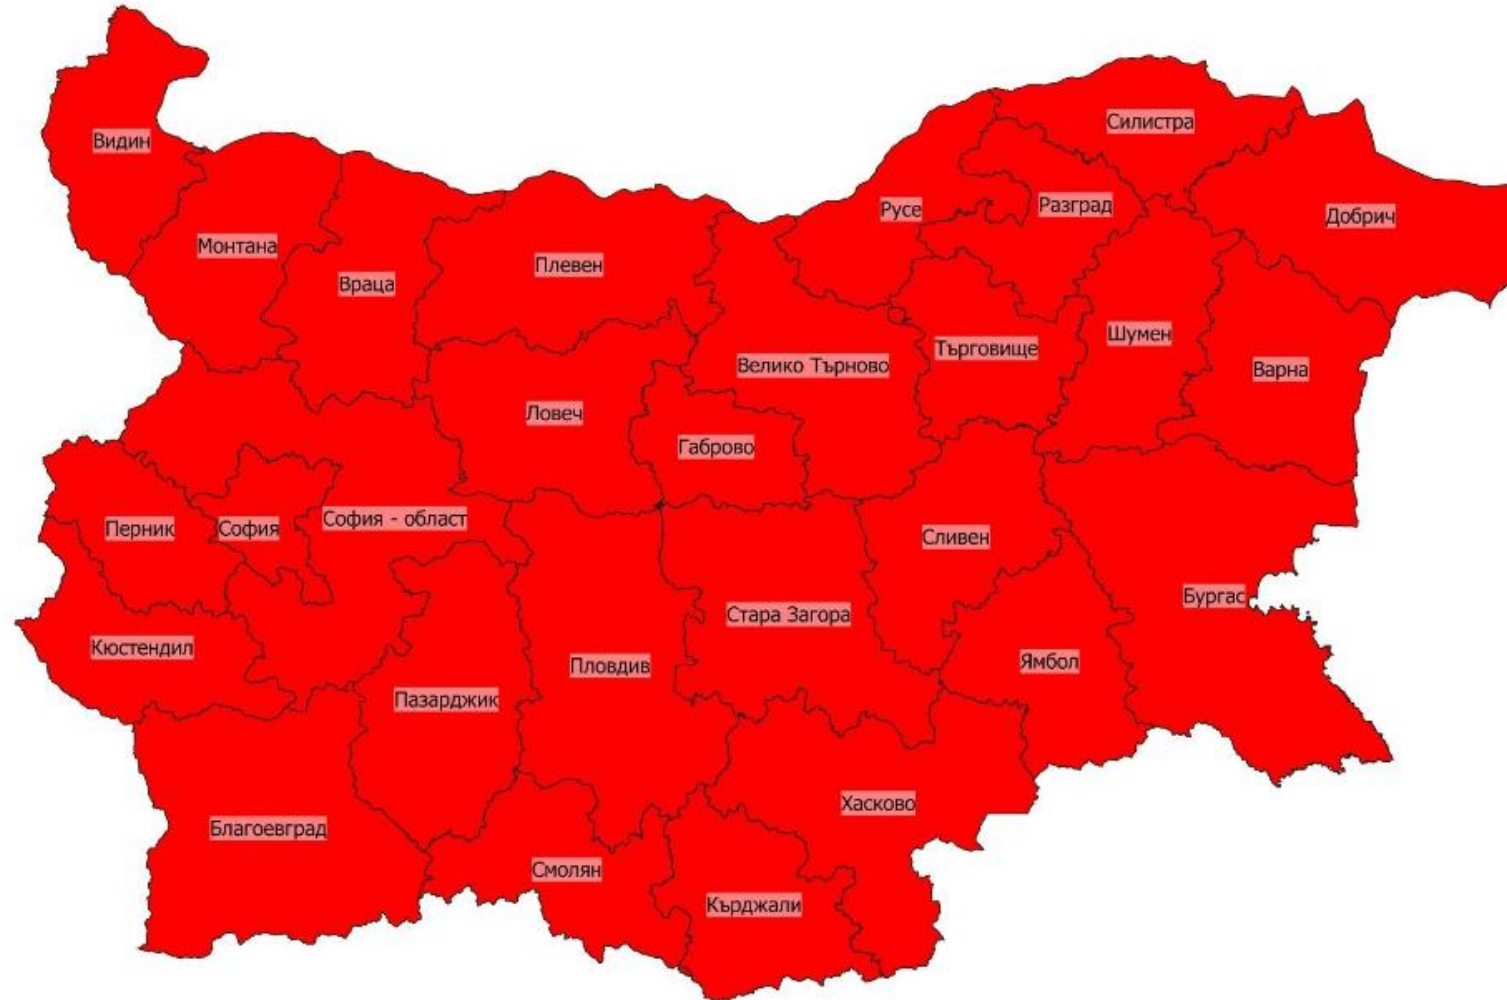 Видин
Силистра
Разград
Русе
Добрич
Монтана
Плевен
Враца
Шумен
Търговище
Велико Търново
Варна
Ловеч
Габрово
София - област
Перник
София
Сливен
Бургас
Стара Загора
Кюстендил
Ямбол
Пловдив
Пазарджик
Хасково
Благоевград
Смолян
Кърджали